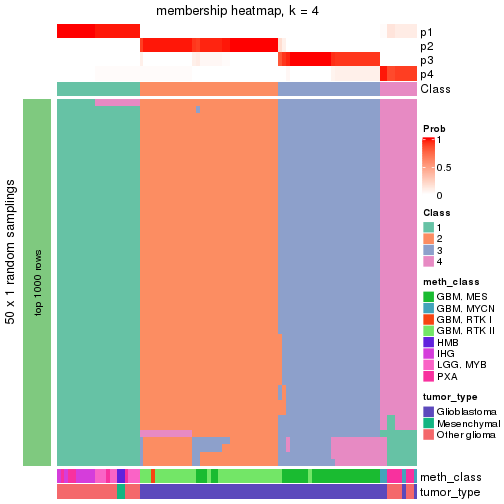 membership heatmap, k = 4
p1
p2
p3
p4
Class
50 x 1 random samplings
top 1000 rows
meth_class
tumor_type
Prob
1
0.5
0
Class
1
2
3
4
meth_class
GBM. MES
GBM. MYCN
GBM. RTK I
GBM. RTK II
HMB
IHG
LGG. MYB
PXA
tumor_type
Glioblastoma
Mesenchymal
Other glioma